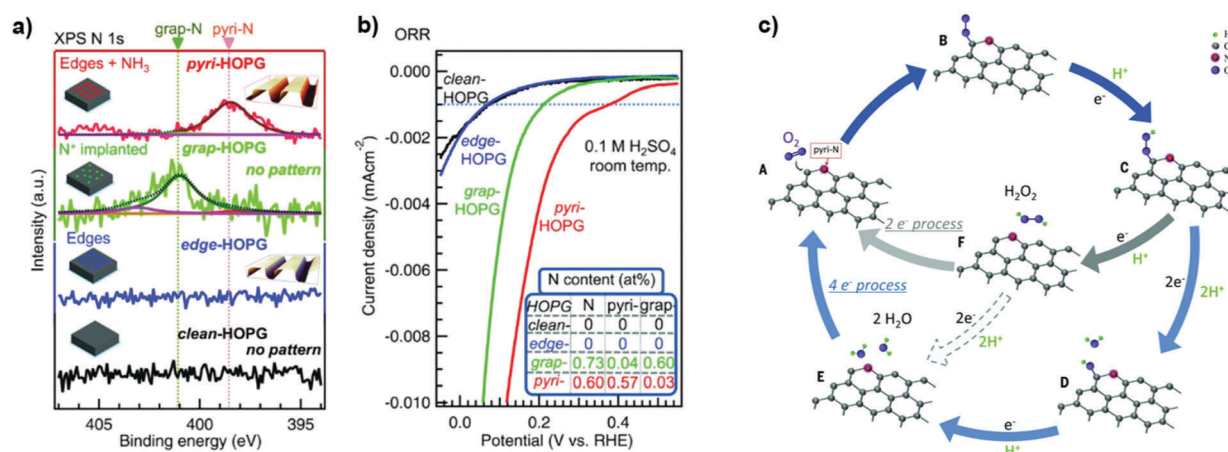 a)
XPS N 1s
grap-N
pyri-N
Edges + NH₃
pyri-HOPG
N⁺ implanted
grap-HOPG
no pattern
Edges
edge-HOPG
clean-HOPG
no pattern
Intensity (a.u.)
405
400
395
Binding energy (eV)
b)
ORR
0.000
-0.002
-0.004
-0.006
-0.008
-0.010
Current density (mAcm⁻²)
clean-
HOPG
edge-
HOPG
grap-
HOPG
pyri-
HOPG
0.1 M H₂SO₄
room temp.
N content (at%)
HOPG N pyri- grap-
clean- 0 0 0
edge- 0 0 0
grap- 0.73 0.04 0.60
pyri- 0.60 0.57 0.03
0.0
0.2
0.4
Potential (V vs. RHE)
c)
B
H⁺
e⁻
H
C
N
O₂
pyri-N
A
C
H₂O₂
2 e⁻ process
F
e⁻
H⁺
2e⁻
2H⁺
4 e⁻ process
2 H₂O
2e⁻
2H⁺
E
D
e⁻
H⁺